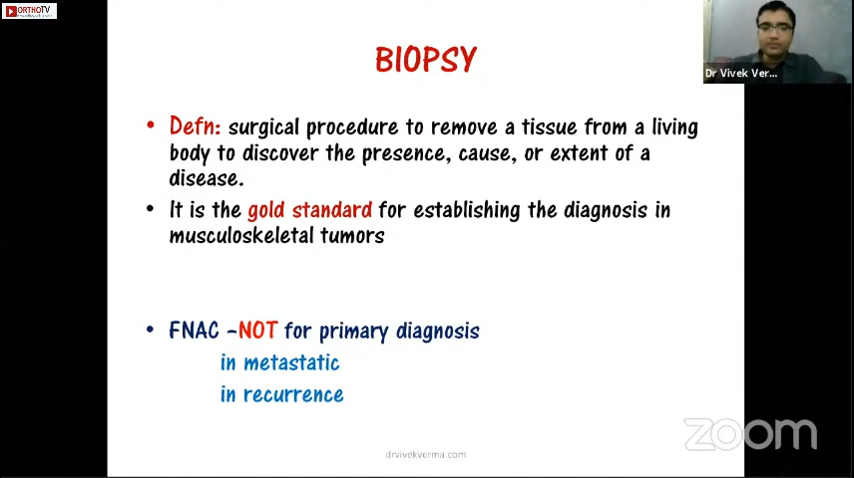 ORTHOTV
BIOPSY
Dr Vivek Ver...
• Defn: surgical procedure to remove a tissue from a living
body to discover the presence, cause, or extent of a
disease.
• It is the gold standard for establishing the diagnosis in
musculoskeletal tumors
• FNAC -NOT for primary diagnosis
in metastatic
in recurrence
zoom
drvivekverma.com